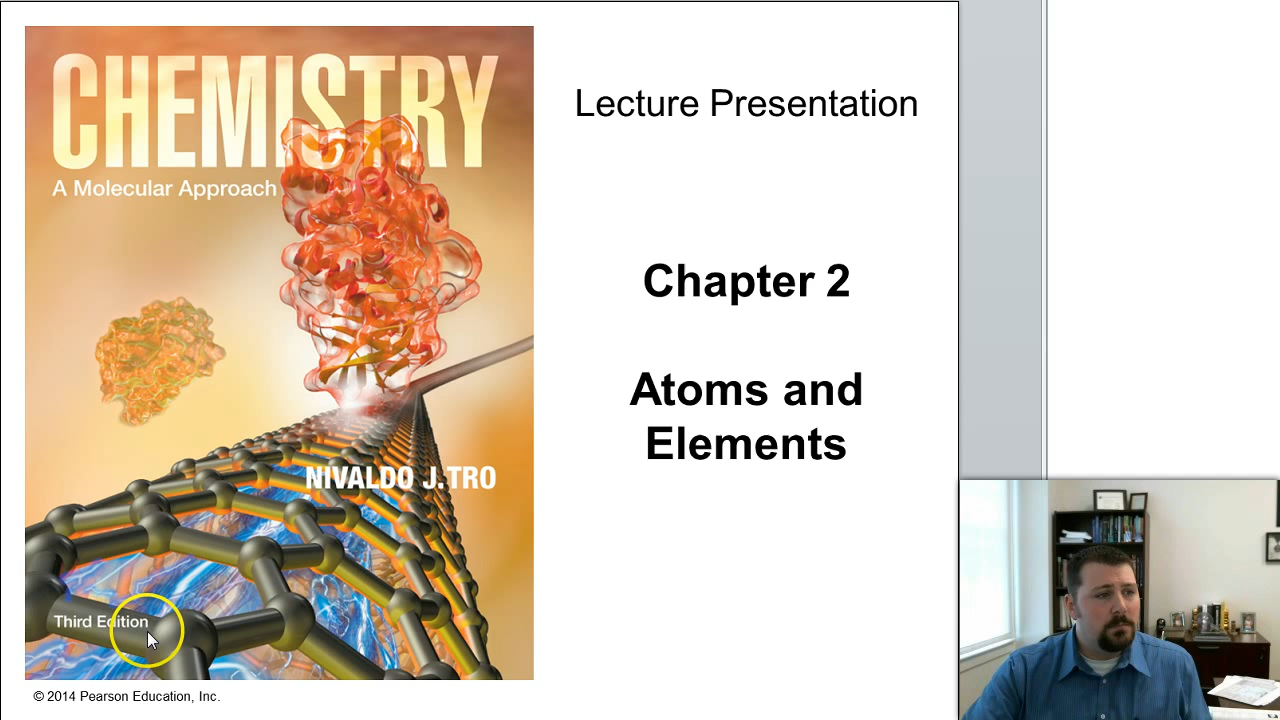 CHEMISTRY
A Molecular Approach
NIVALDO J. TRO
Third Edition
© 2014 Pearson Education, Inc.
Lecture Presentation
Chapter 2
Atoms and
Elements